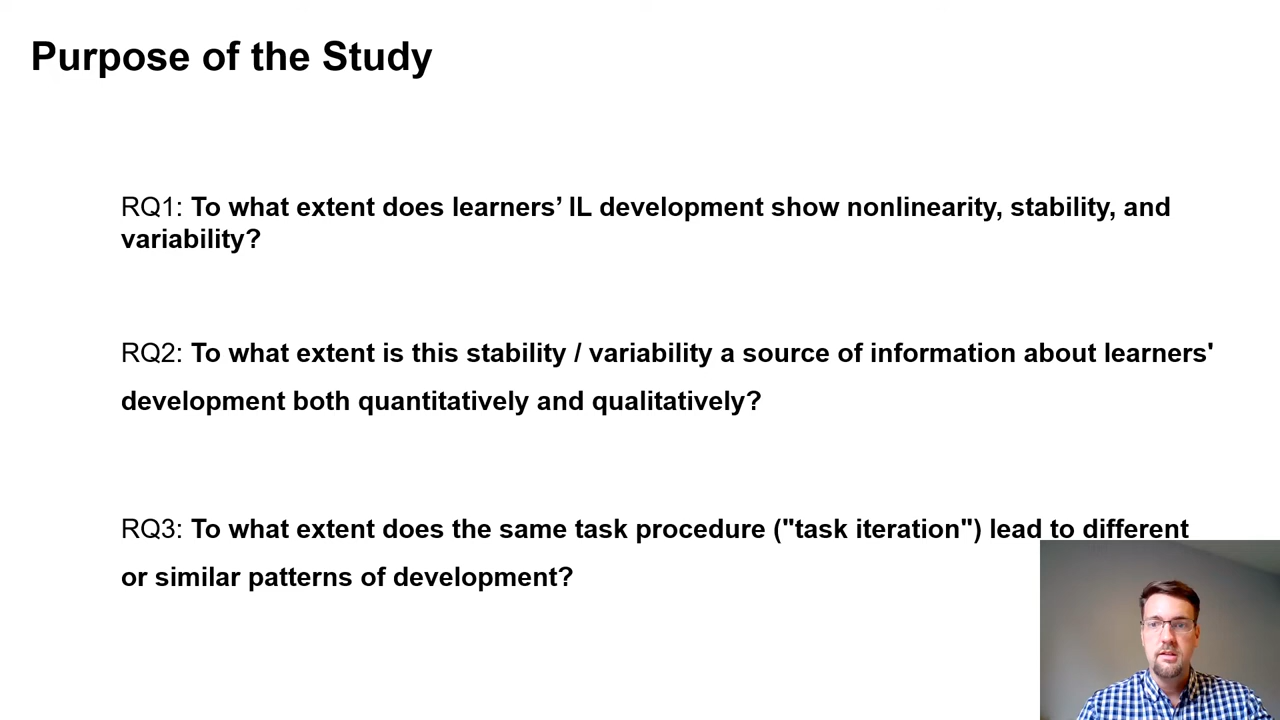 Purpose of the Study
RQ1: To what extent does learners’ IL development show nonlinearity, stability, and
variability?
RQ2: To what extent is this stability / variability a source of information about learners'
development both quantitatively and qualitatively?
RQ3: To what extent does the same task procedure ("task iteration") lead to different
or similar patterns of development?